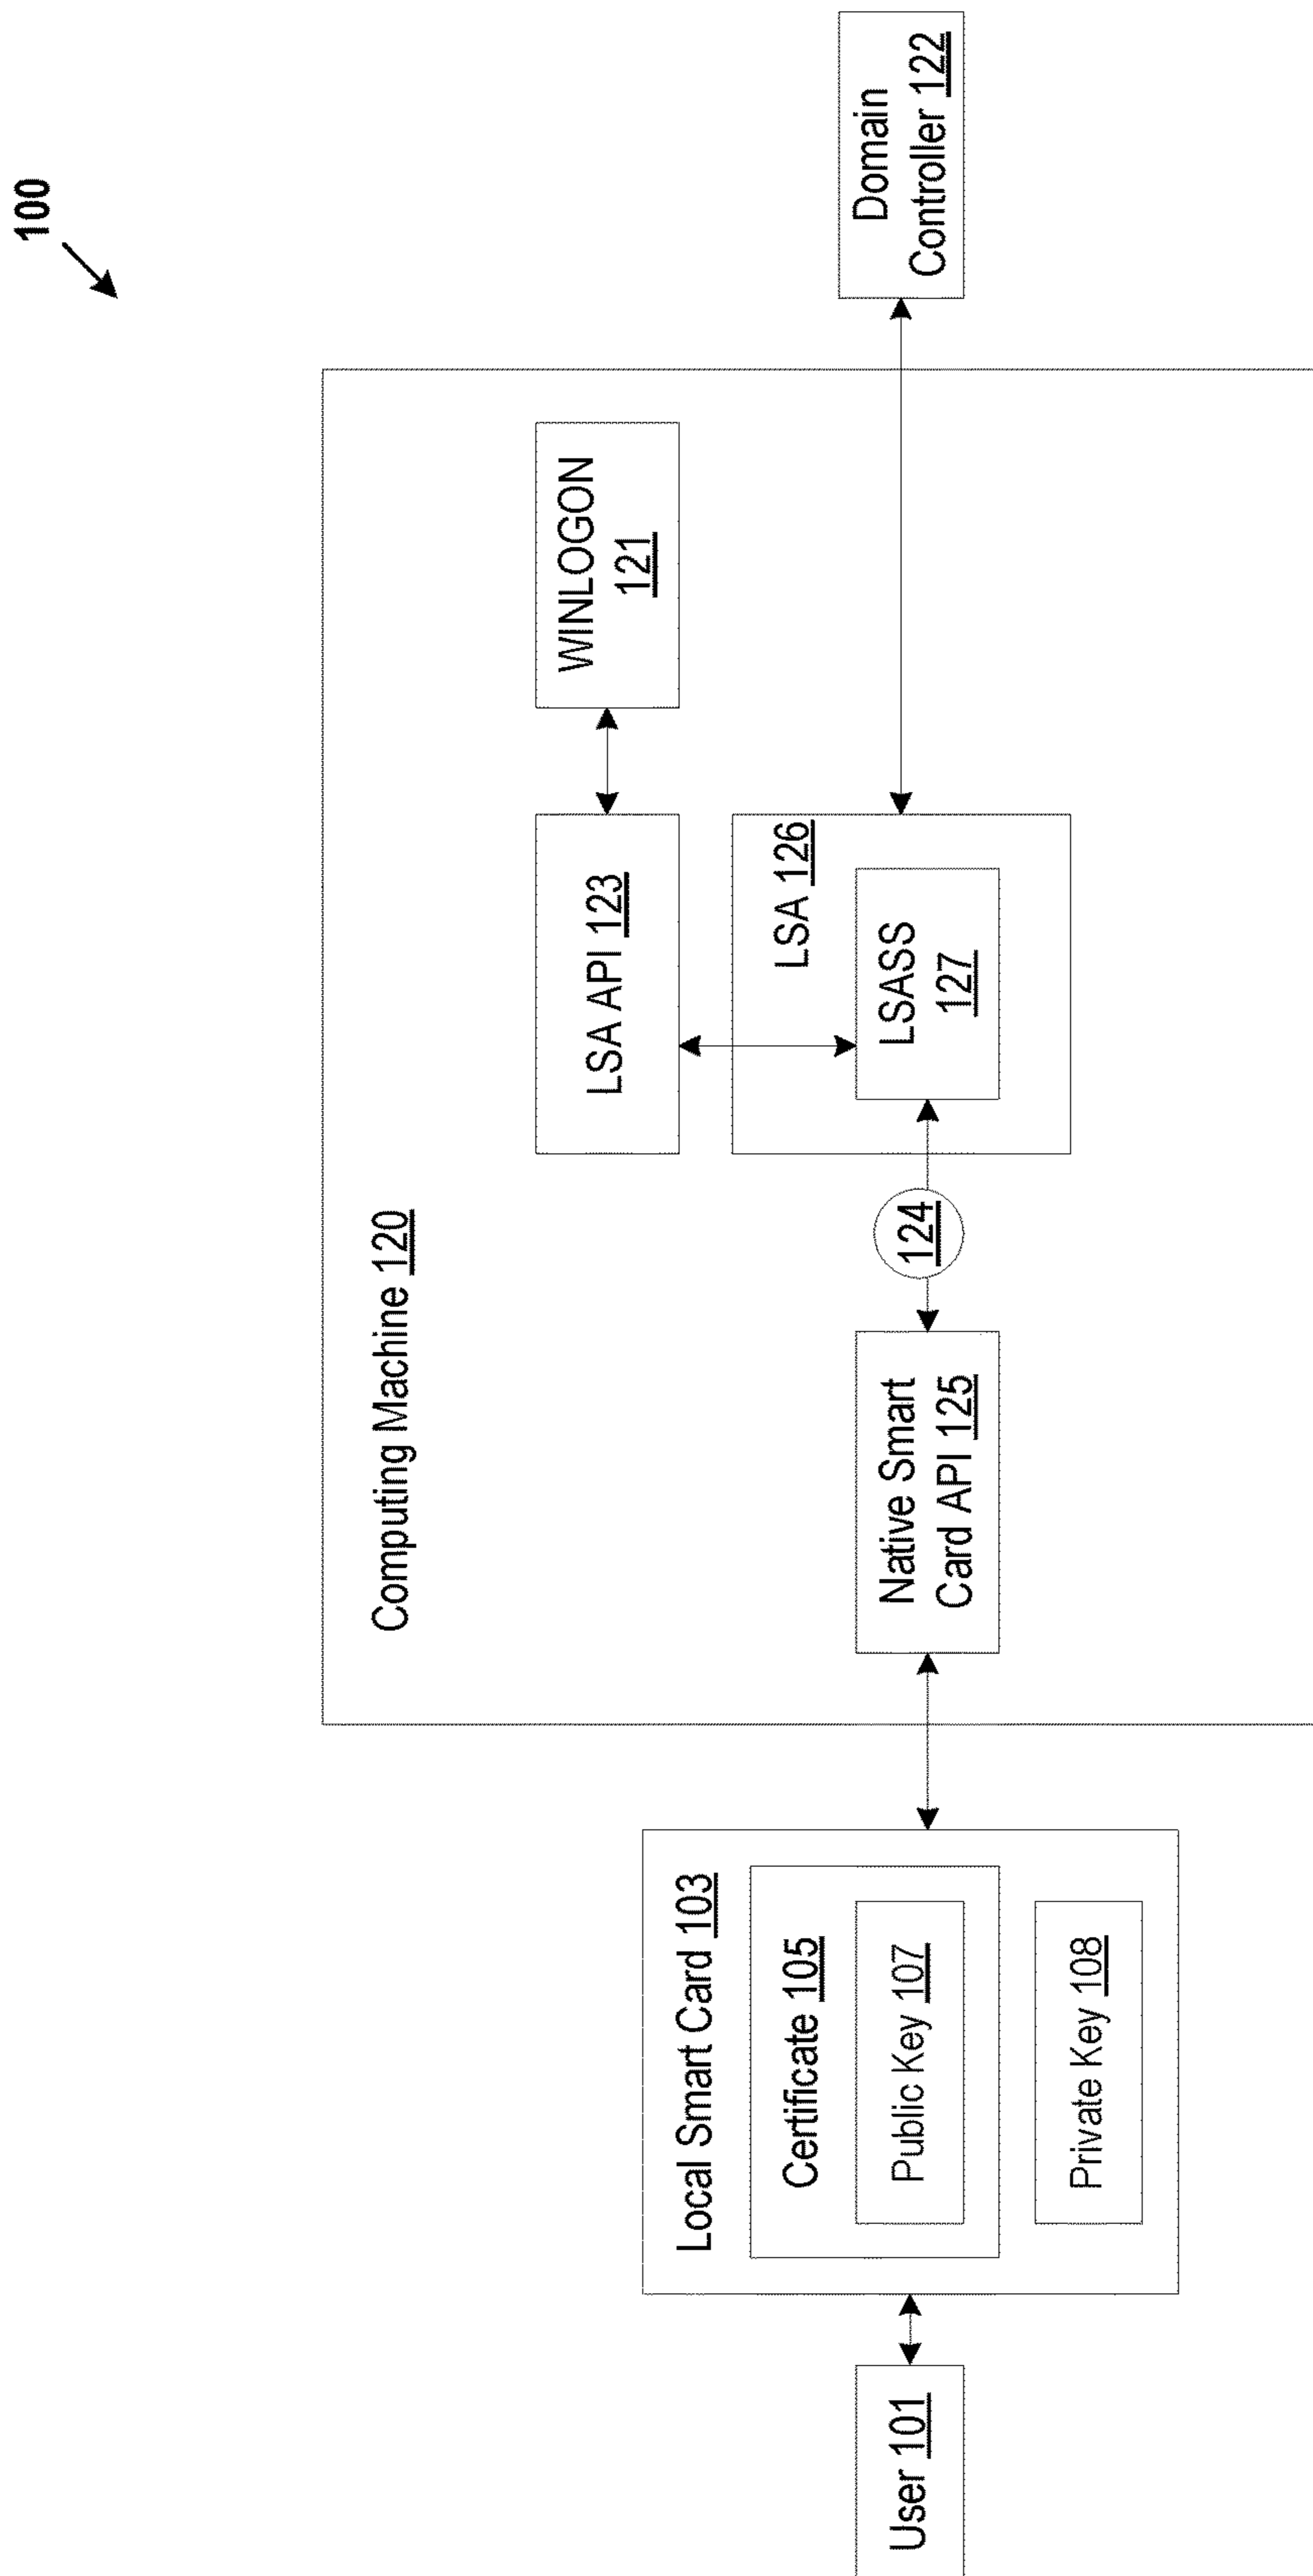 100
Computing Machine 120
WINLOGON
121
LSA API 123
Local Smart Card 103
Certificate 105
Public Key 107
Private Key 108
User 101
Native Smart
Card API 125
124
LSA 126
LSASS
127
Domain
Controller 122